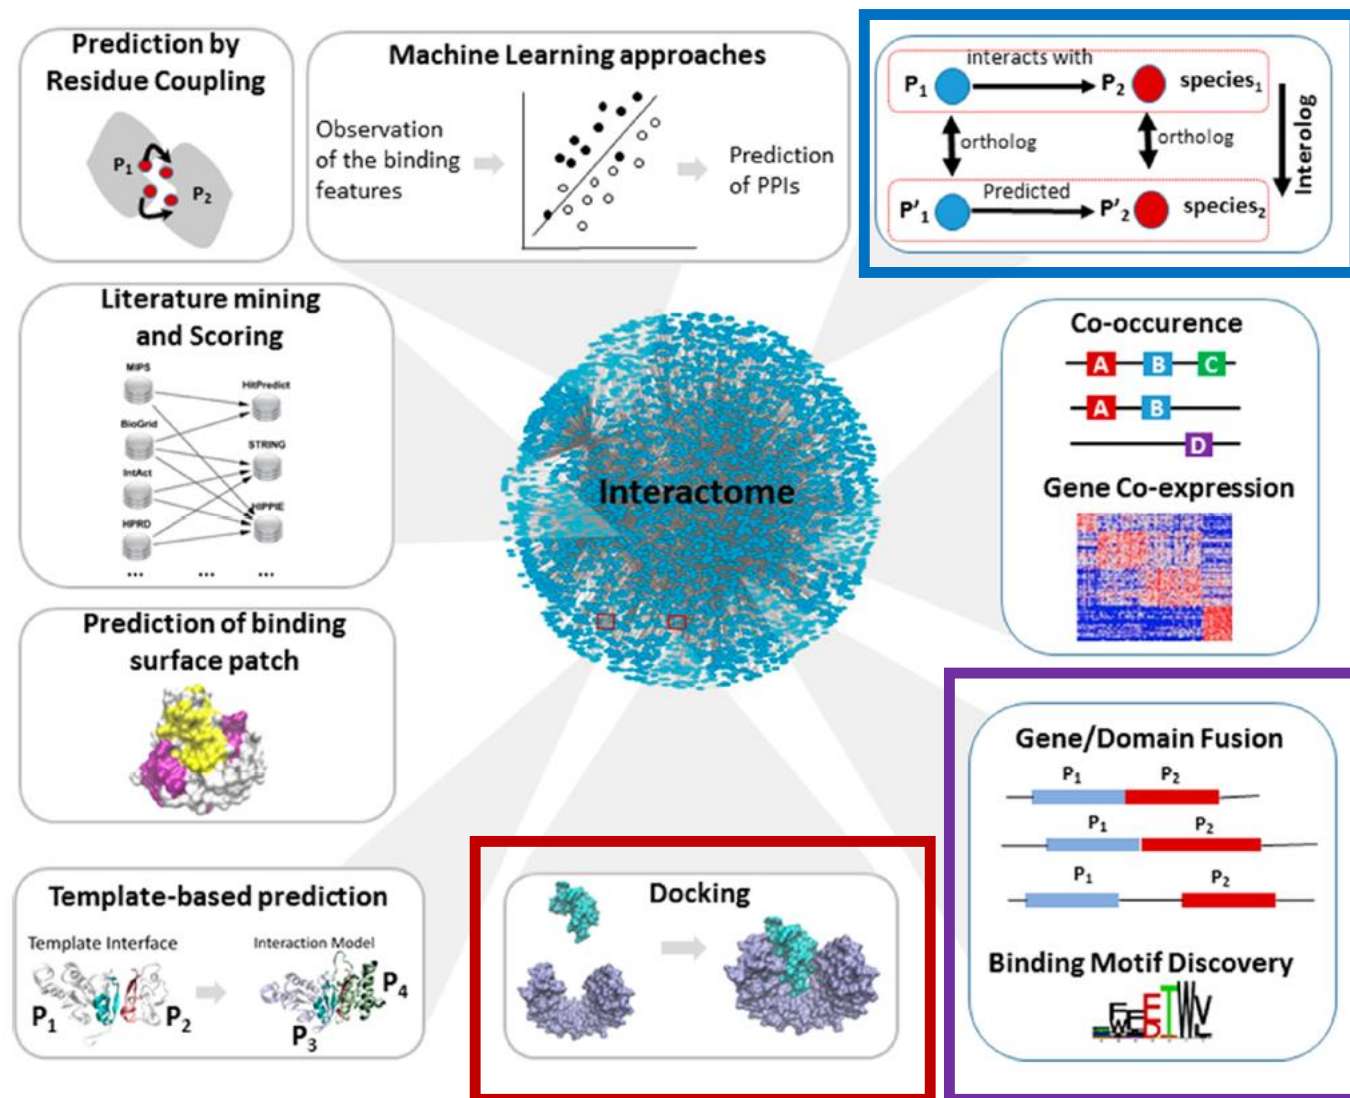 Prediction by
Residue Coupling
P1
P2
Machine Learning approaches
Observation
of the binding
features
Prediction
of PPIs
interacts with
P1
P2
species1
ortholog
ortholog
Interolog
Predicted
P'1
P'2
species2
Literature mining
and Scoring
MIPS
HitPredict
BioGrid
STRING
IntAct
HIPPIE
HPRD
... ... ...
Interactome
Co-occurence
A B C
A B
D
Gene Co-expression
Prediction of binding
surface patch
Gene/Domain Fusion
P1 P2
P1 P2
P1 P2
Binding Motif Discovery
Template-based prediction
Template Interface
Interaction Model
P1
P2
P3
P4
Docking